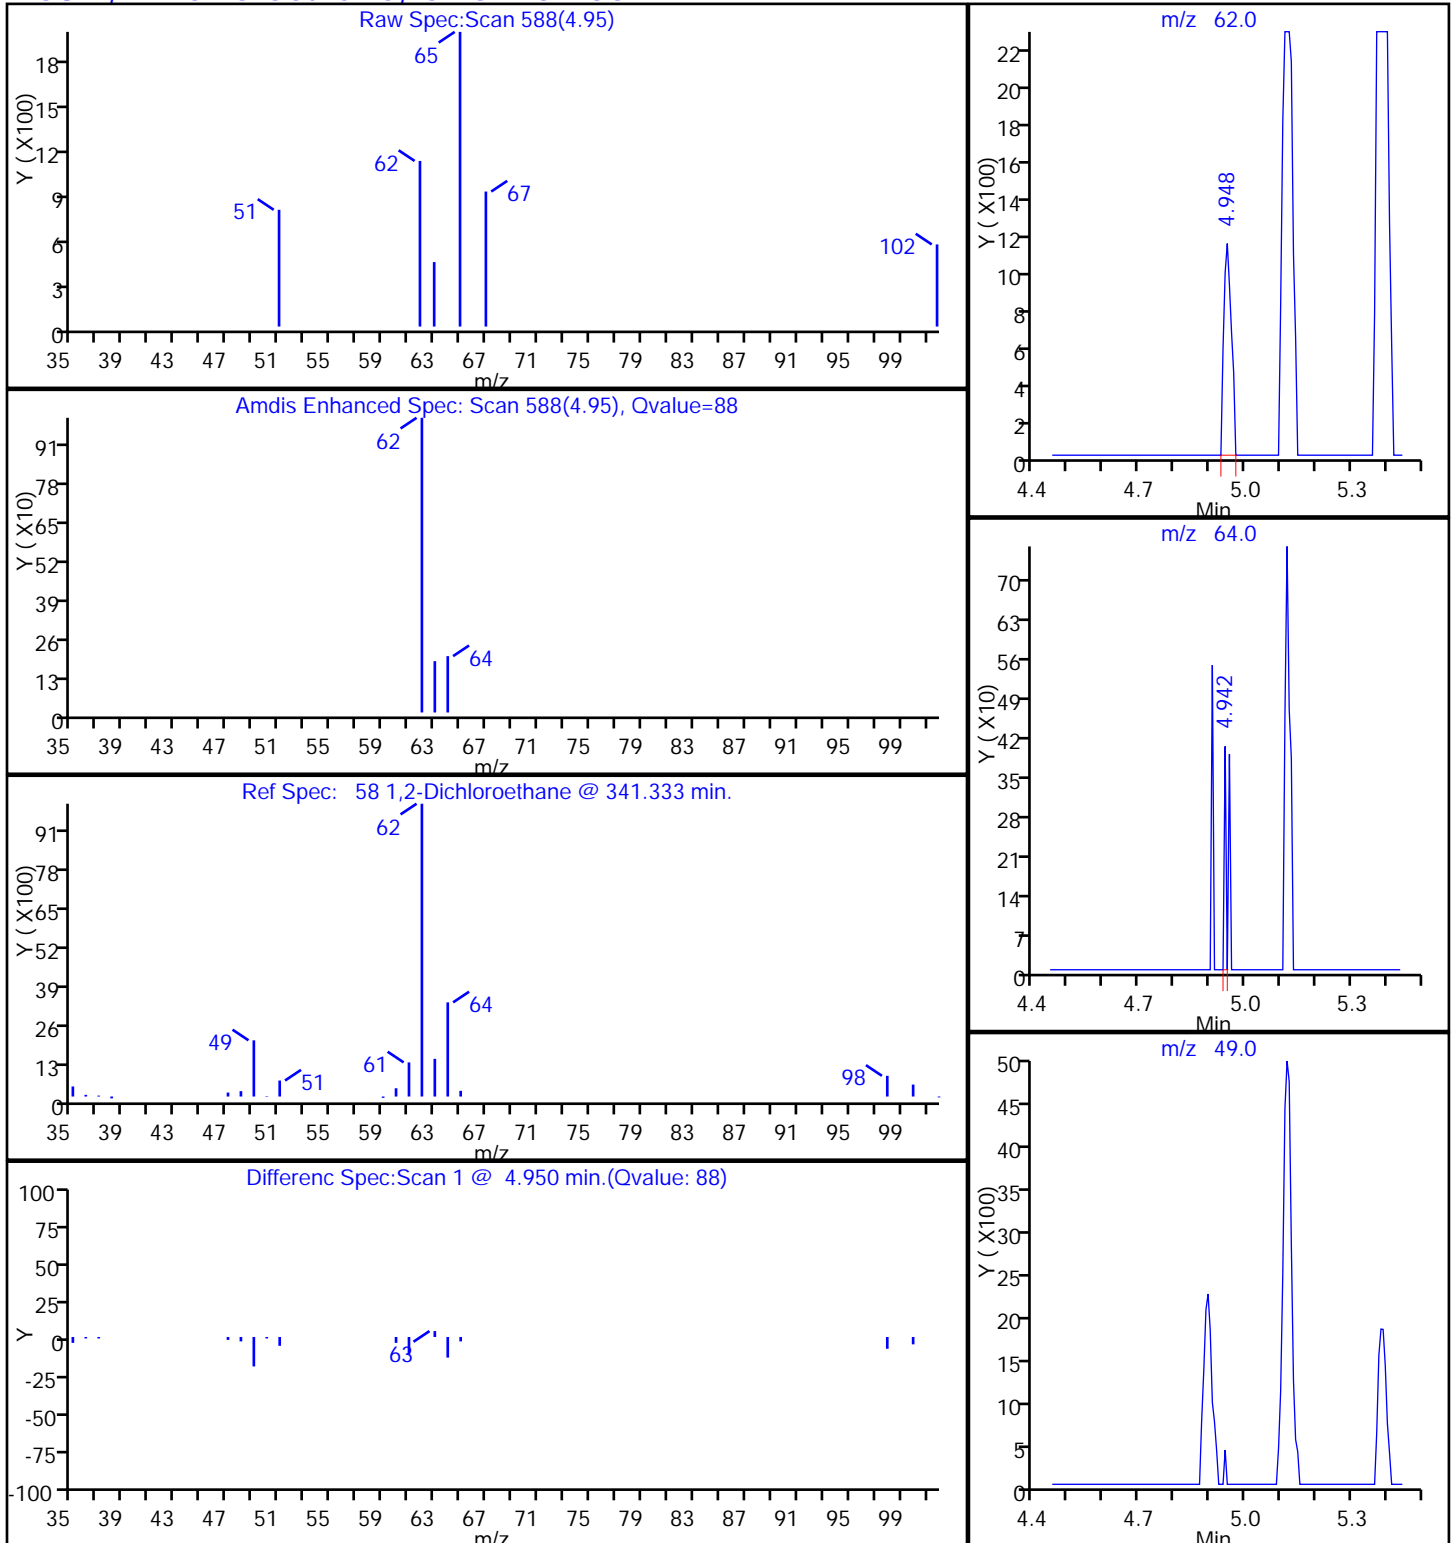 Raw Spec:Scan 588(4.95)
Y ( X100)
18
15
12
9
6
3
0
65
62
51
67
102
35 39 43 47 51 55 59 63 67 71 75 79 83 87 91 95 99
m/z
Amdis Enhanced Spec: Scan 588(4.95), Qvalue=88
Y ( X10)
91
78
65
52
39
26
13
0
62
64
35 39 43 47 51 55 59 63 67 71 75 79 83 87 91 95 99
m/z
Ref Spec: 58 1,2-Dichloroethane @ 341.333 min.
Y ( X100)
91
78
65
52
39
26
13
0
62
64
49
61
51
98
35 39 43 47 51 55 59 63 67 71 75 79 83 87 91 95 99
m/z
Differenc Spec:Scan 1 @ 4.950 min.(Qvalue: 88)
Y
100
75
50
25
0
-25
-50
-75
-100
63
35 39 43 47 51 55 59 63 67 71 75 79 83 87 91 95 99
m/z
m/z 62.0
Y ( X100)
22
20
18
16
14
12
10
8
6
4
2
0
4.948
4.4 4.7 5.0 5.3
Min
m/z 64.0
Y ( X10)
70
63
56
49
42
35
28
21
14
7
0
4.942
4.4 4.7 5.0 5.3
Min
m/z 49.0
Y ( X100)
50
45
40
35
30
25
20
15
10
5
0
4.4 4.7 5.0 5.3
Min